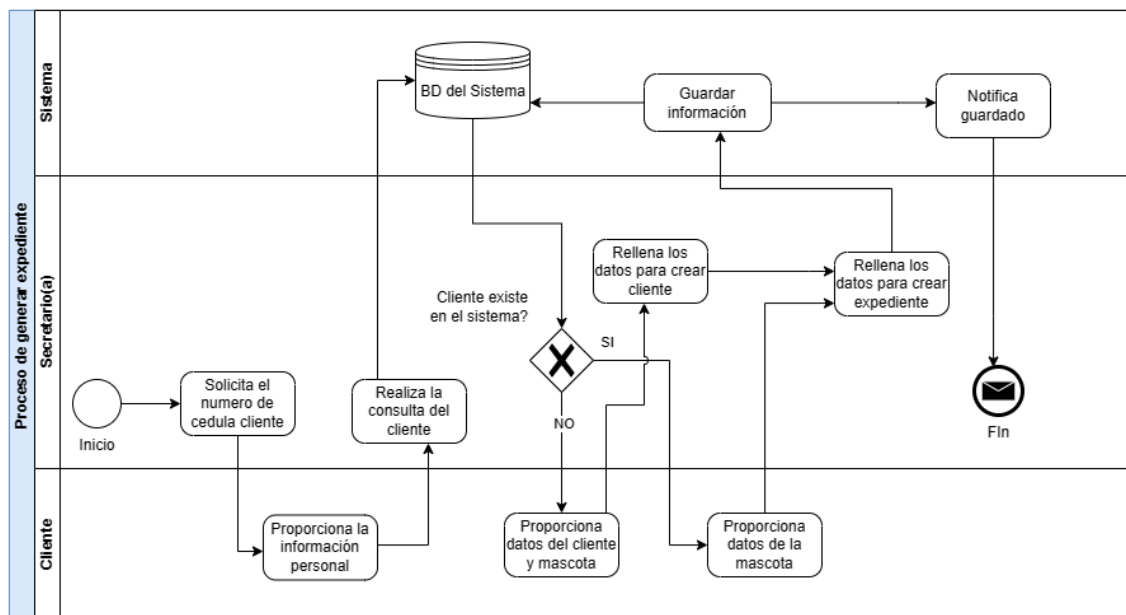 Proceso de generar expediente
Sistema
BD del Sistema
Guardar
información
Notifica
guardado
Secretario(a)
Inicio
Solicita el
numero de
cedula cliente
Realiza la
consulta del
cliente
Cliente existe
en el sistema?
SI
NO
Rellena los
datos para crear
cliente
Rellena los
datos para crear
expediente
FIn
Cliente
Proporciona la
información
personal
Proporciona
datos del cliente
y mascota
Proporciona
datos de la
mascota